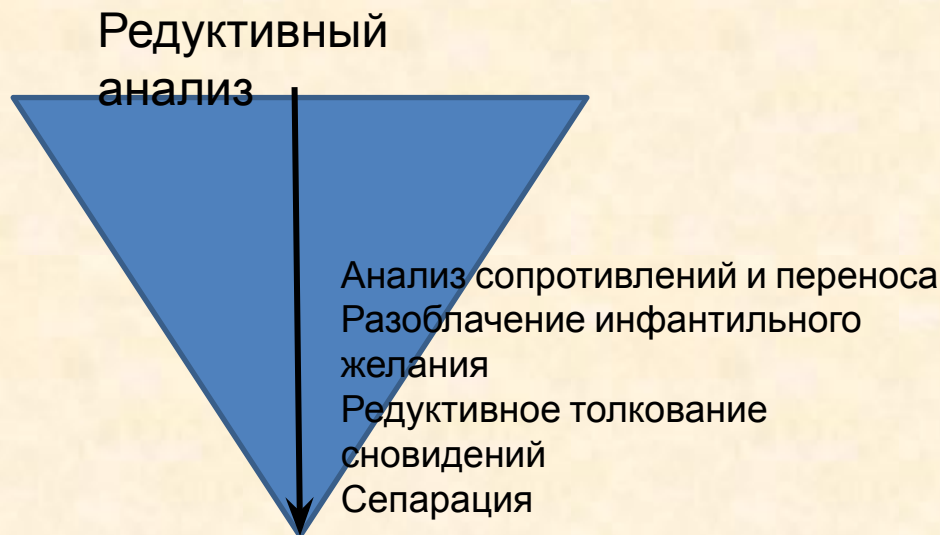 Редуктивный
анализ
Анализ сопротивлений и переноса
Разоблачение инфантильного
желания
Редуктивное толкование
сновидений
Сепарация